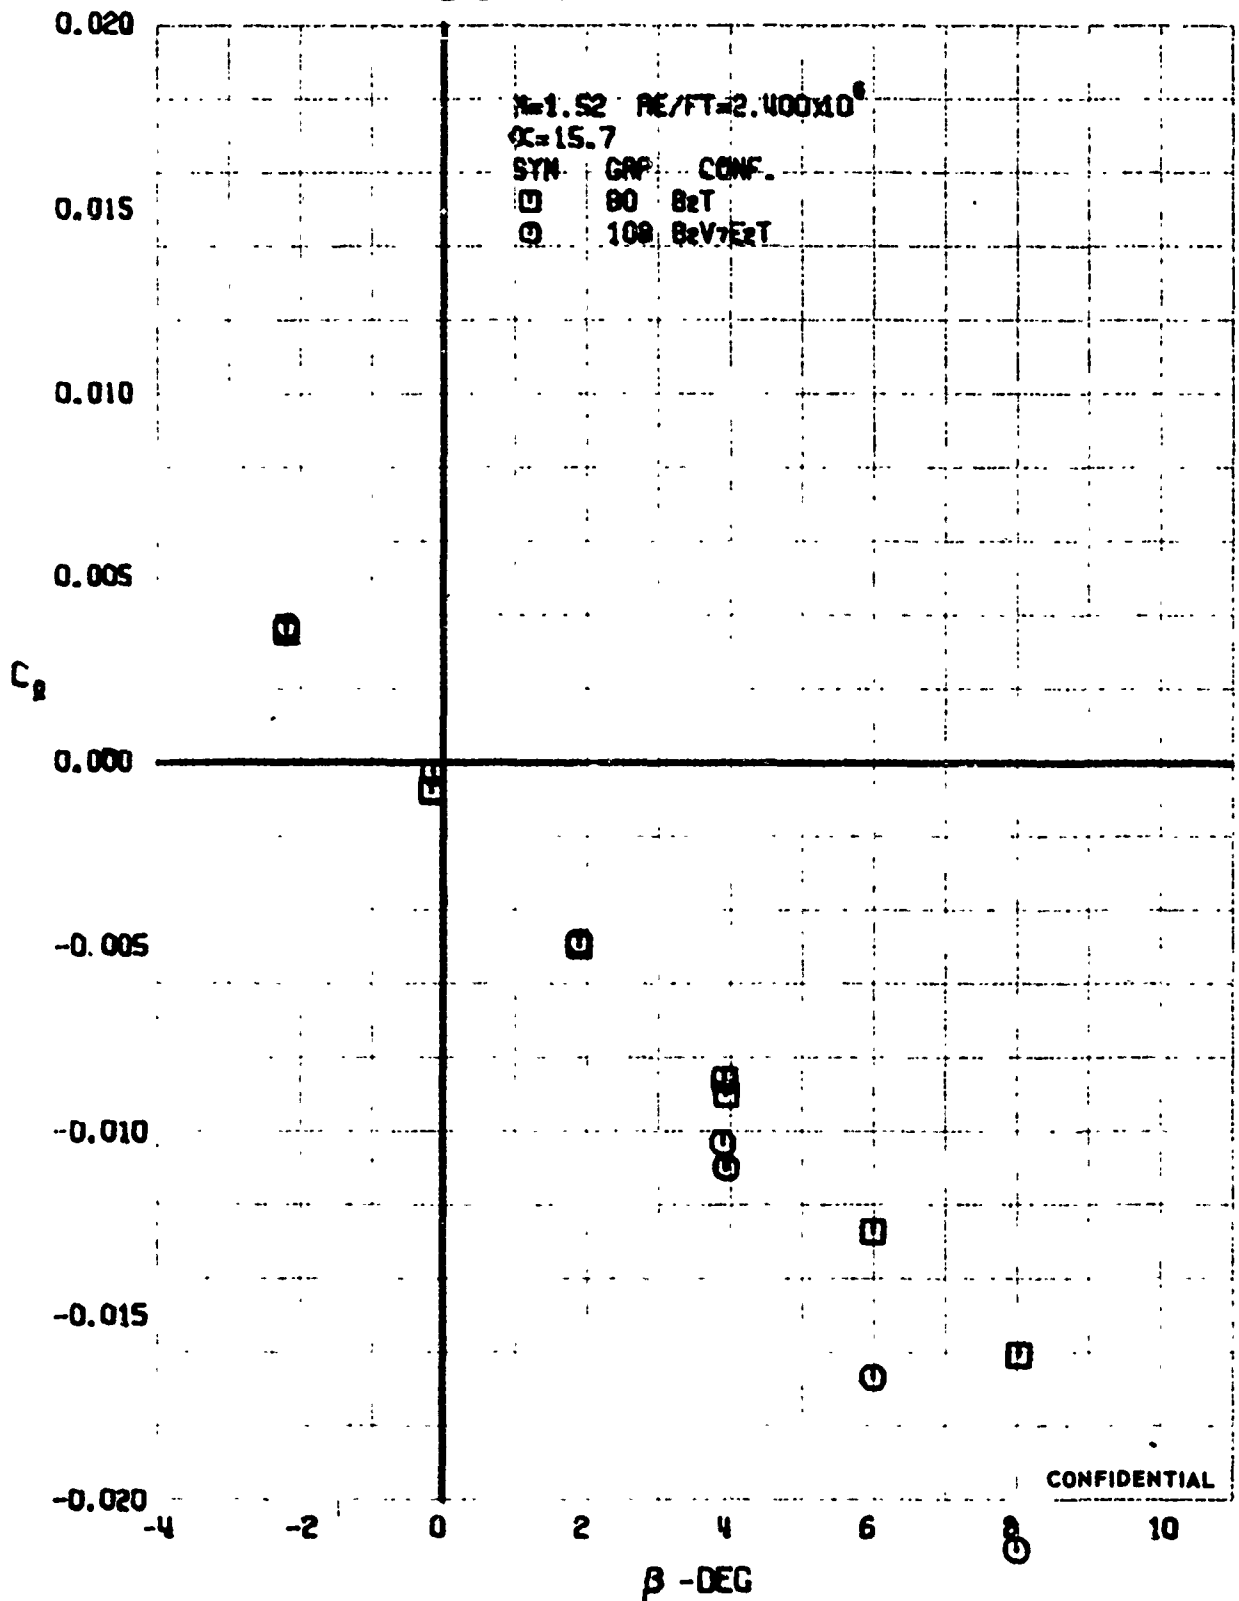 0.020
0.015
0.010
0.005
0.000
-0.005
-0.010
-0.015
-0.020
Cℓ
M=1.52 RE/FT=2.400x10⁶
α=15.7
SYM GRP CONF.
80 B2T
108 B2V7E2T
CONFIDENTIAL
-4 -2 0 2 4 6 8 10
β -DEG